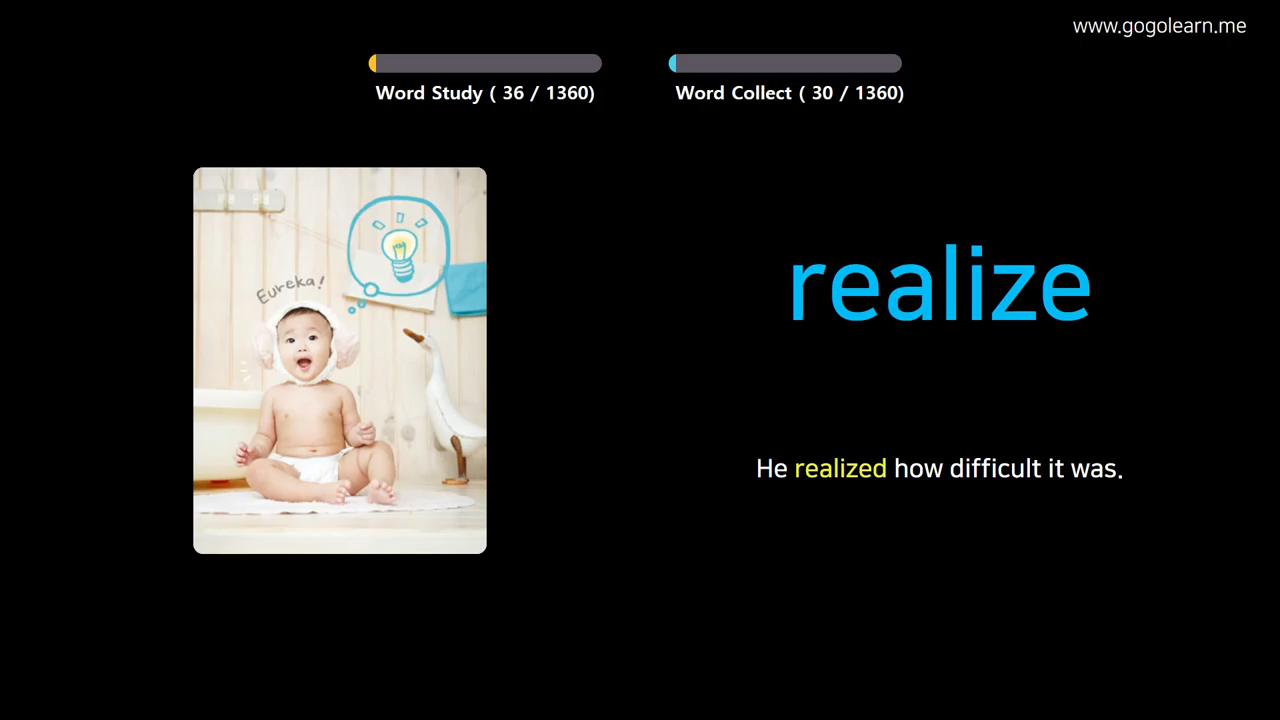 www.gogolearn.me
Word Study ( 36 / 1360)
Word Collect ( 30 / 1360)
Eureka!
realize
He realized how difficult it was.